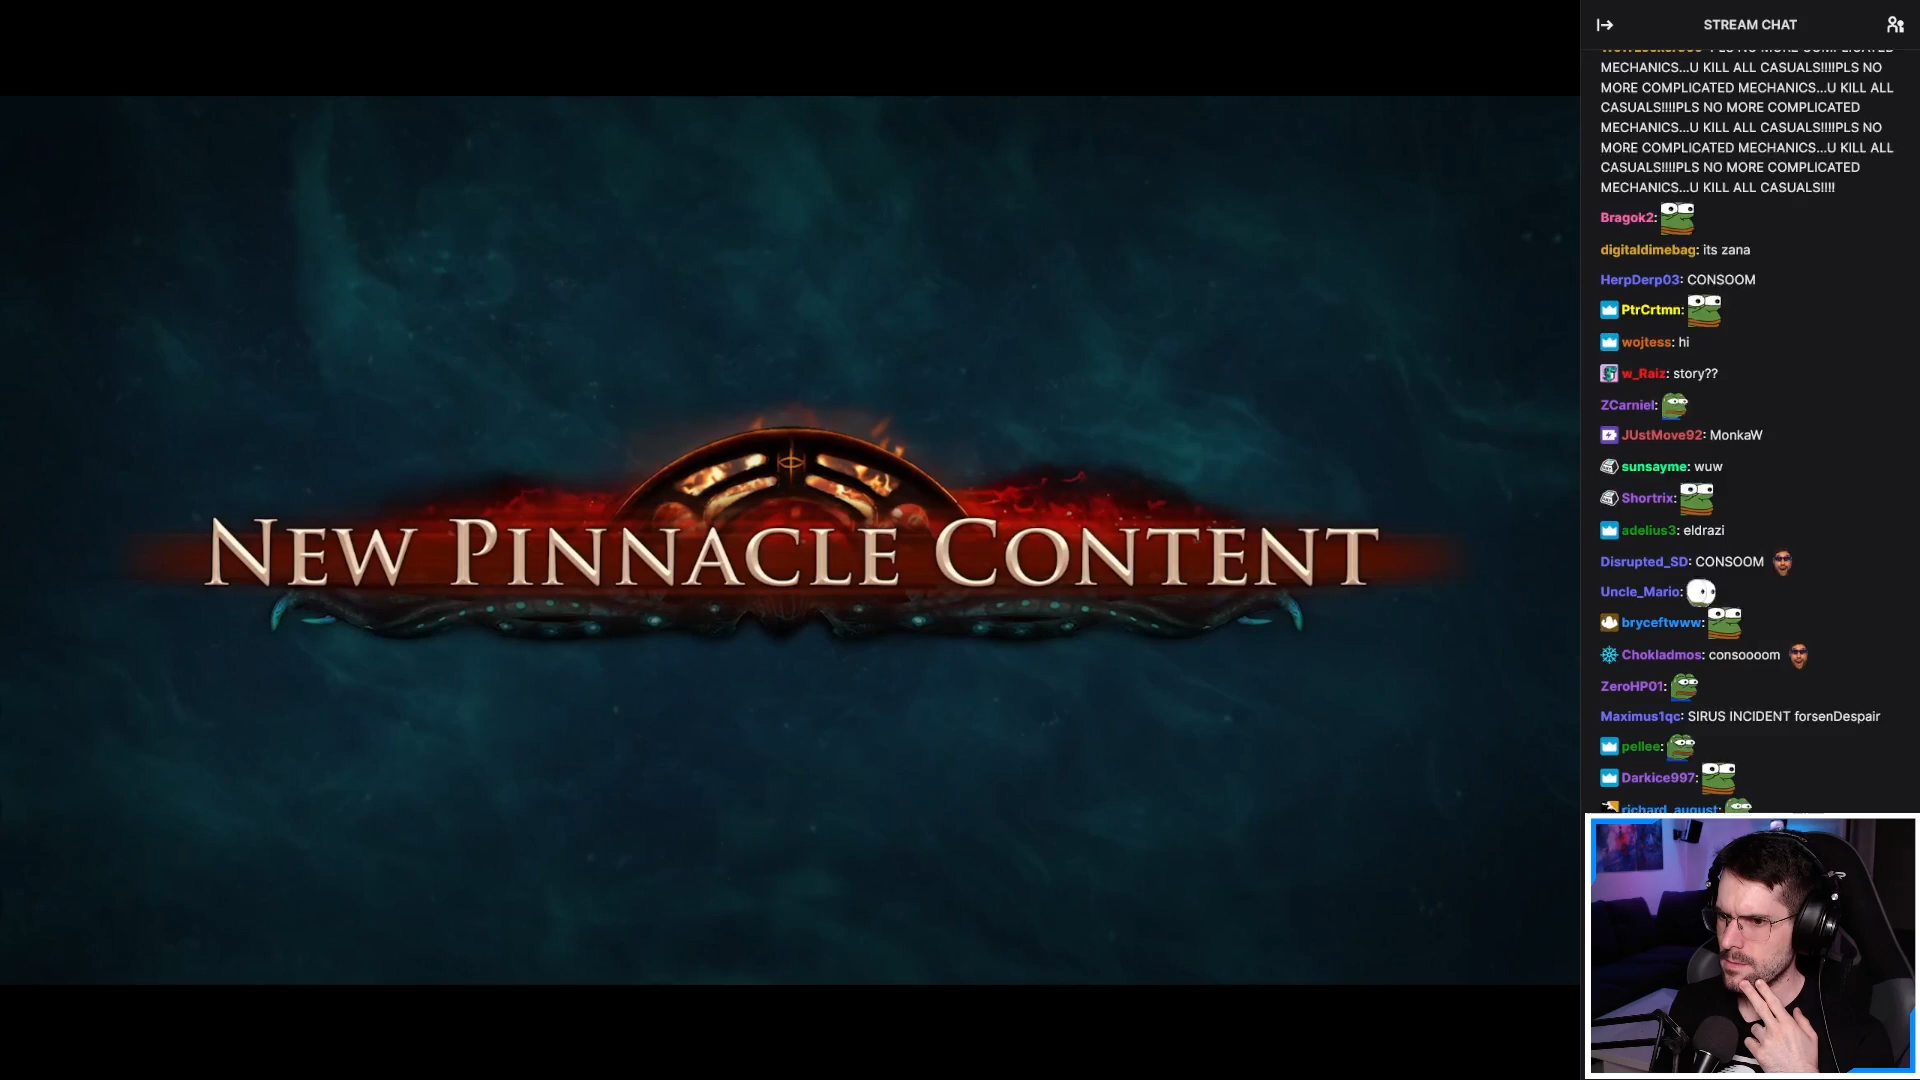 STREAM CHAT
MECHANICS...U KILL ALL CASUALS!!!!PLS NO
MORE COMPLICATED MECHANICS...U KILL ALL
CASUALS!!!!PLS NO MORE COMPLICATED
MECHANICS...U KILL ALL CASUALS!!!!PLS NO
MORE COMPLICATED MECHANICS...U KILL ALL
CASUALS!!!!PLS NO MORE COMPLICATED
MECHANICS...U KILL ALL CASUALS!!!!
Bragok2:
digitaldimebag: its zana
HerpDerp03: CONSOOM
PtrCrtmn:
wojtess: hi
w_Raiz: story??
ZCarniel:
JUstMove92: MonkaW
sunsayme: wuw
Shortrix:
adelius3: eldrazi
Disrupted_SD: CONSOOM
Uncle_Mario:
bryceftwww:
Chokladmos: consoooom
ZeroHP01:
Maximus1qc: SIRUS INCIDENT forsenDespair
pellee:
Darkice997:
richard_august:
NEW PINNACLE CONTENT